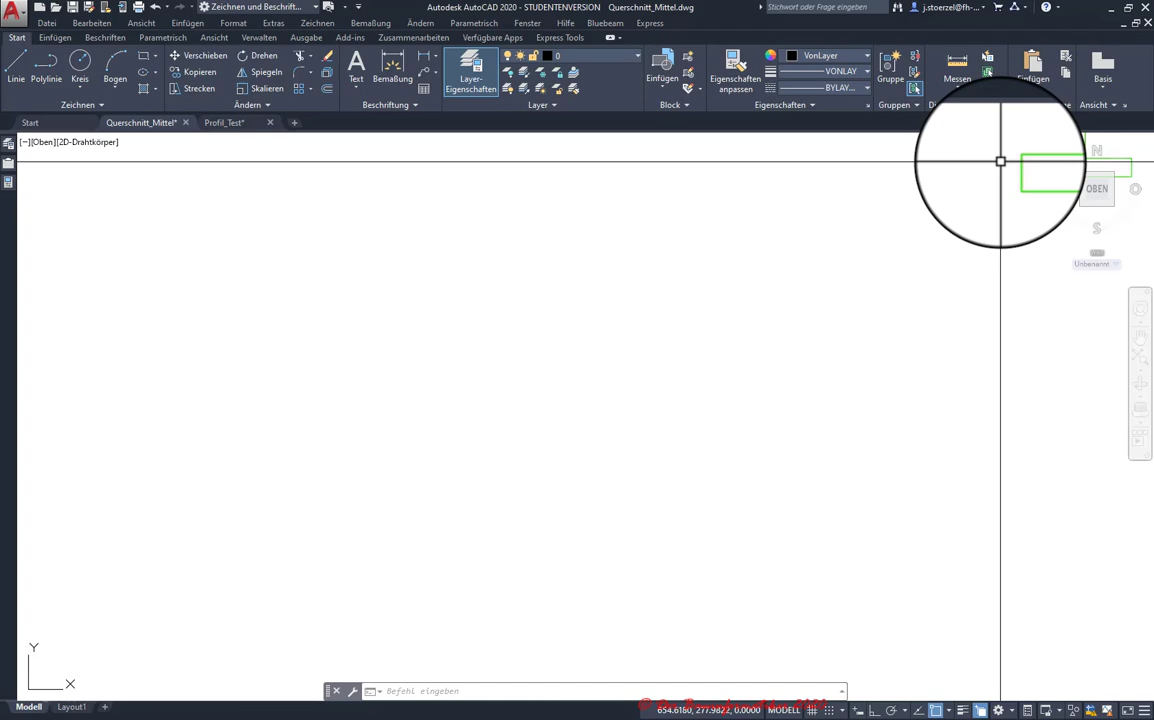 Zeichnen und Beschrift...
Autodesk AutoCAD 2020 - STUDENTENVERSION Querschnitt_Mittel.dwg
Stichwort oder Frage eingeben
j.stoerzel@fh-...
Datei Bearbeiten Ansicht Einfügen Format Extras Zeichnen Bemaßung Ändern Parametrisch Fenster Hilfe Bluebeam Express
Start Einfügen Beschriften Parametrisch Ansicht Verwalten Ausgabe Add-ins Zusammenarbeiten Verfügbare Apps Express Tools
Linie Polylinie Kreis Bogen
Verschieben Drehen
Kopieren Spiegeln
Strecken Skalieren
Text Bemaßung
Layer-Eigenschaften
0
Einfügen
Eigenschaften anpassen
VonLayer
VONLAY
BYLAY...
Gruppe
Messen
Einfügen
Basis
Zeichnen Ändern Beschriftung Layer Block Eigenschaften Gruppen Ansicht
Start Querschnitt_Mittel* Profil_Test*
[−][Oben][2D-Drahtkörper]
N
OBEN
O
S
Unbenannt
Y
X
Befehl eingeben
Modell Layout1
654.6180, 277.9822, 0.0000 MODELL